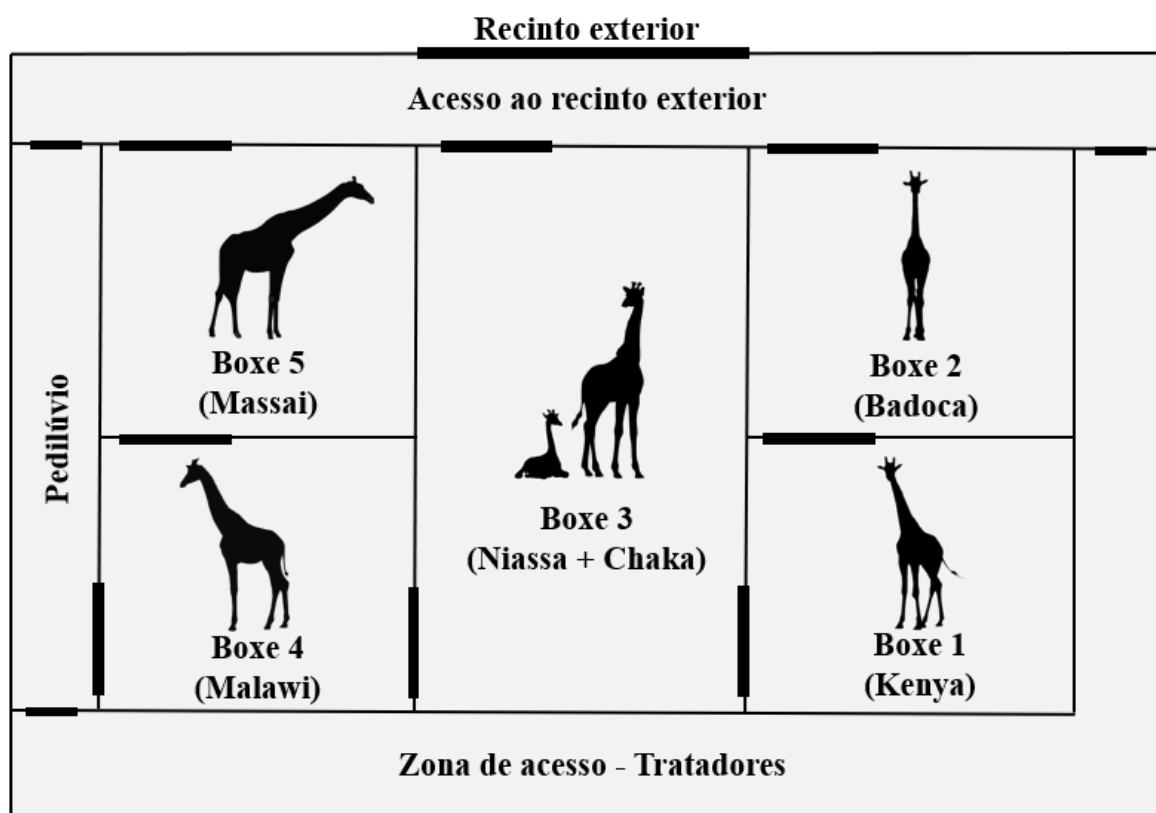 Recinto exterior
Acesso ao recinto exterior
Boxe 5
(Massai)
Boxe 2
(Badoca)
Pedilúvio
Boxe 3
(Niassa + Chaka)
Boxe 4
(Malawi)
Boxe 1
(Kenya)
Zona de acesso - Tratadores